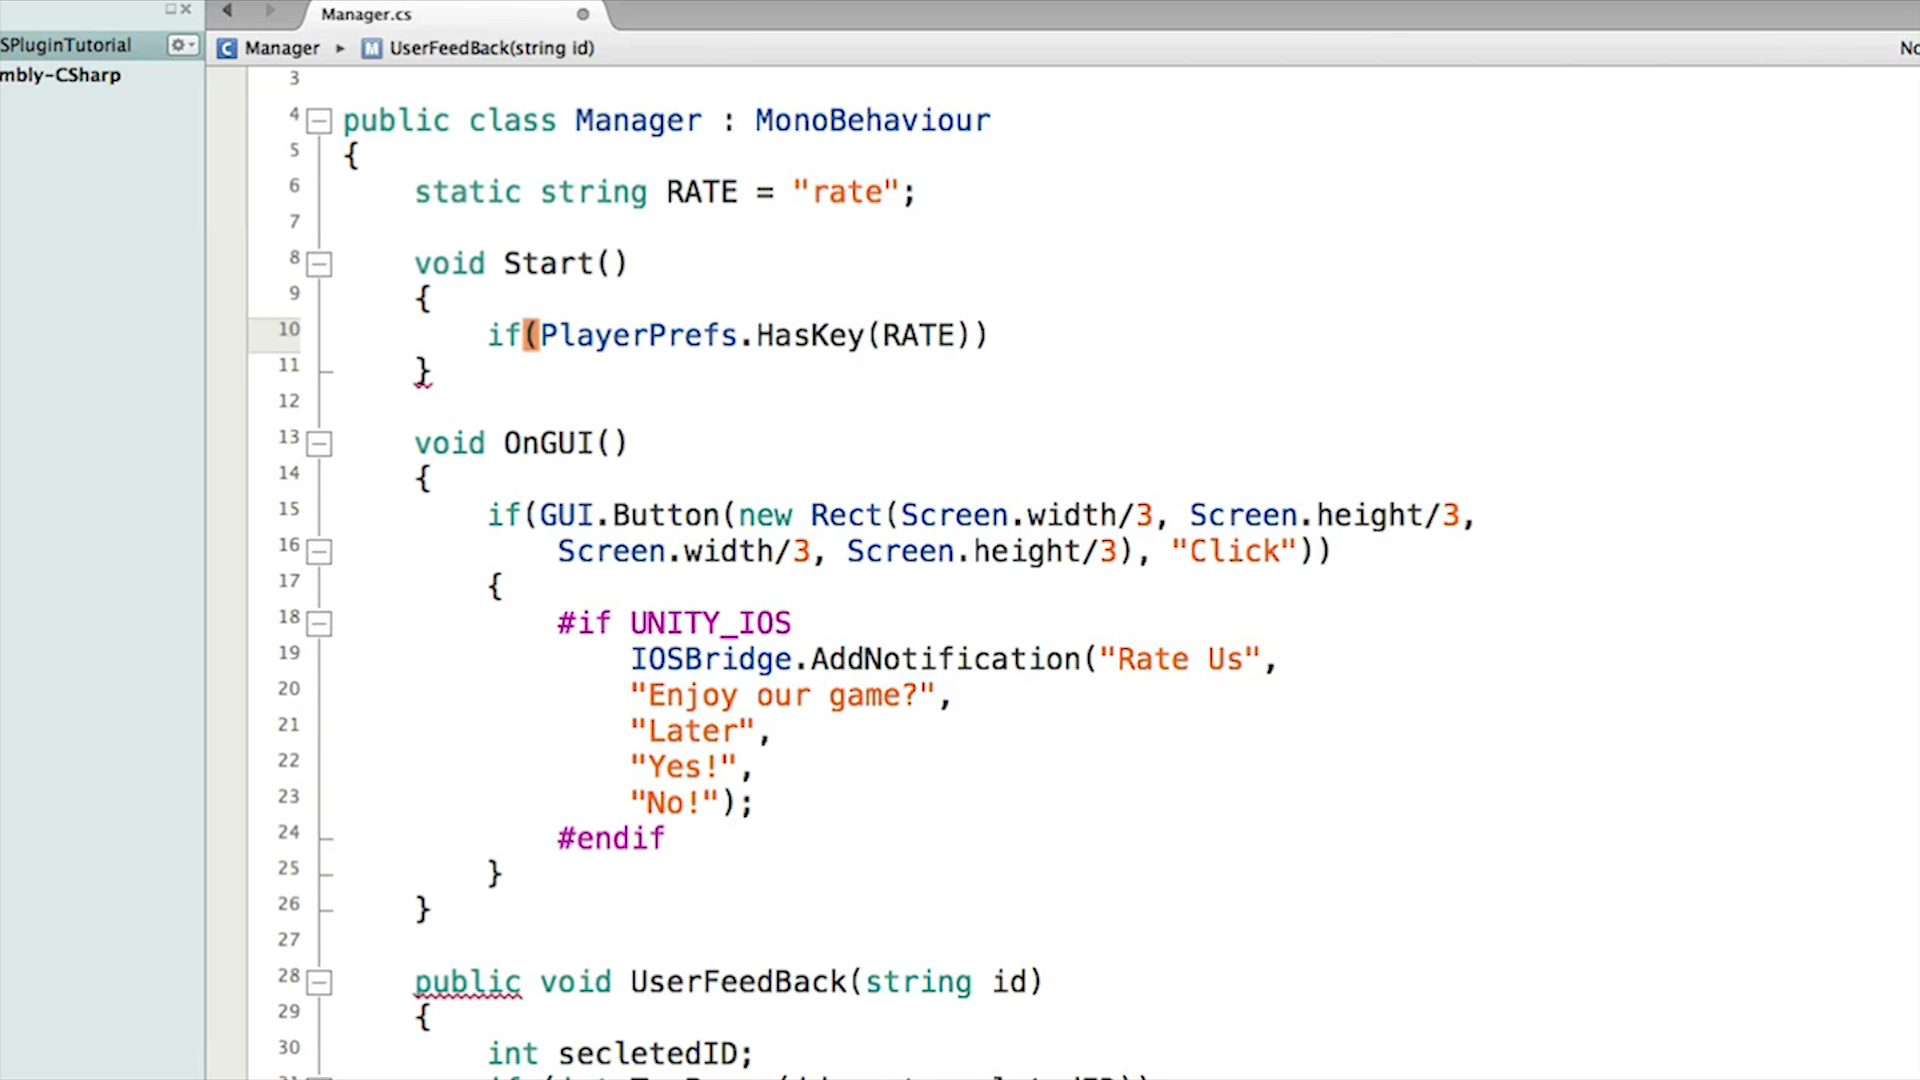 Manager.cs
SPluginTutorial
Manager ▸ UserFeedBack(string id)
mbly-CSharp
3
4 public class Manager : MonoBehaviour
5 {
6 static string RATE = "rate";
7
8 void Start()
9 {
10 if(PlayerPrefs.HasKey(RATE))
11 }
12
13 void OnGUI()
14 {
15 if(GUI.Button(new Rect(Screen.width/3, Screen.height/3,
16 Screen.width/3, Screen.height/3), "Click"))
17 {
18 #if UNITY_IOS
19 IOSBridge.AddNotification("Rate Us",
20 "Enjoy our game?",
21 "Later",
22 "Yes!",
23 "No!");
24 #endif
25 }
26 }
27
28 public void UserFeedBack(string id)
29 {
30 int secletedID;